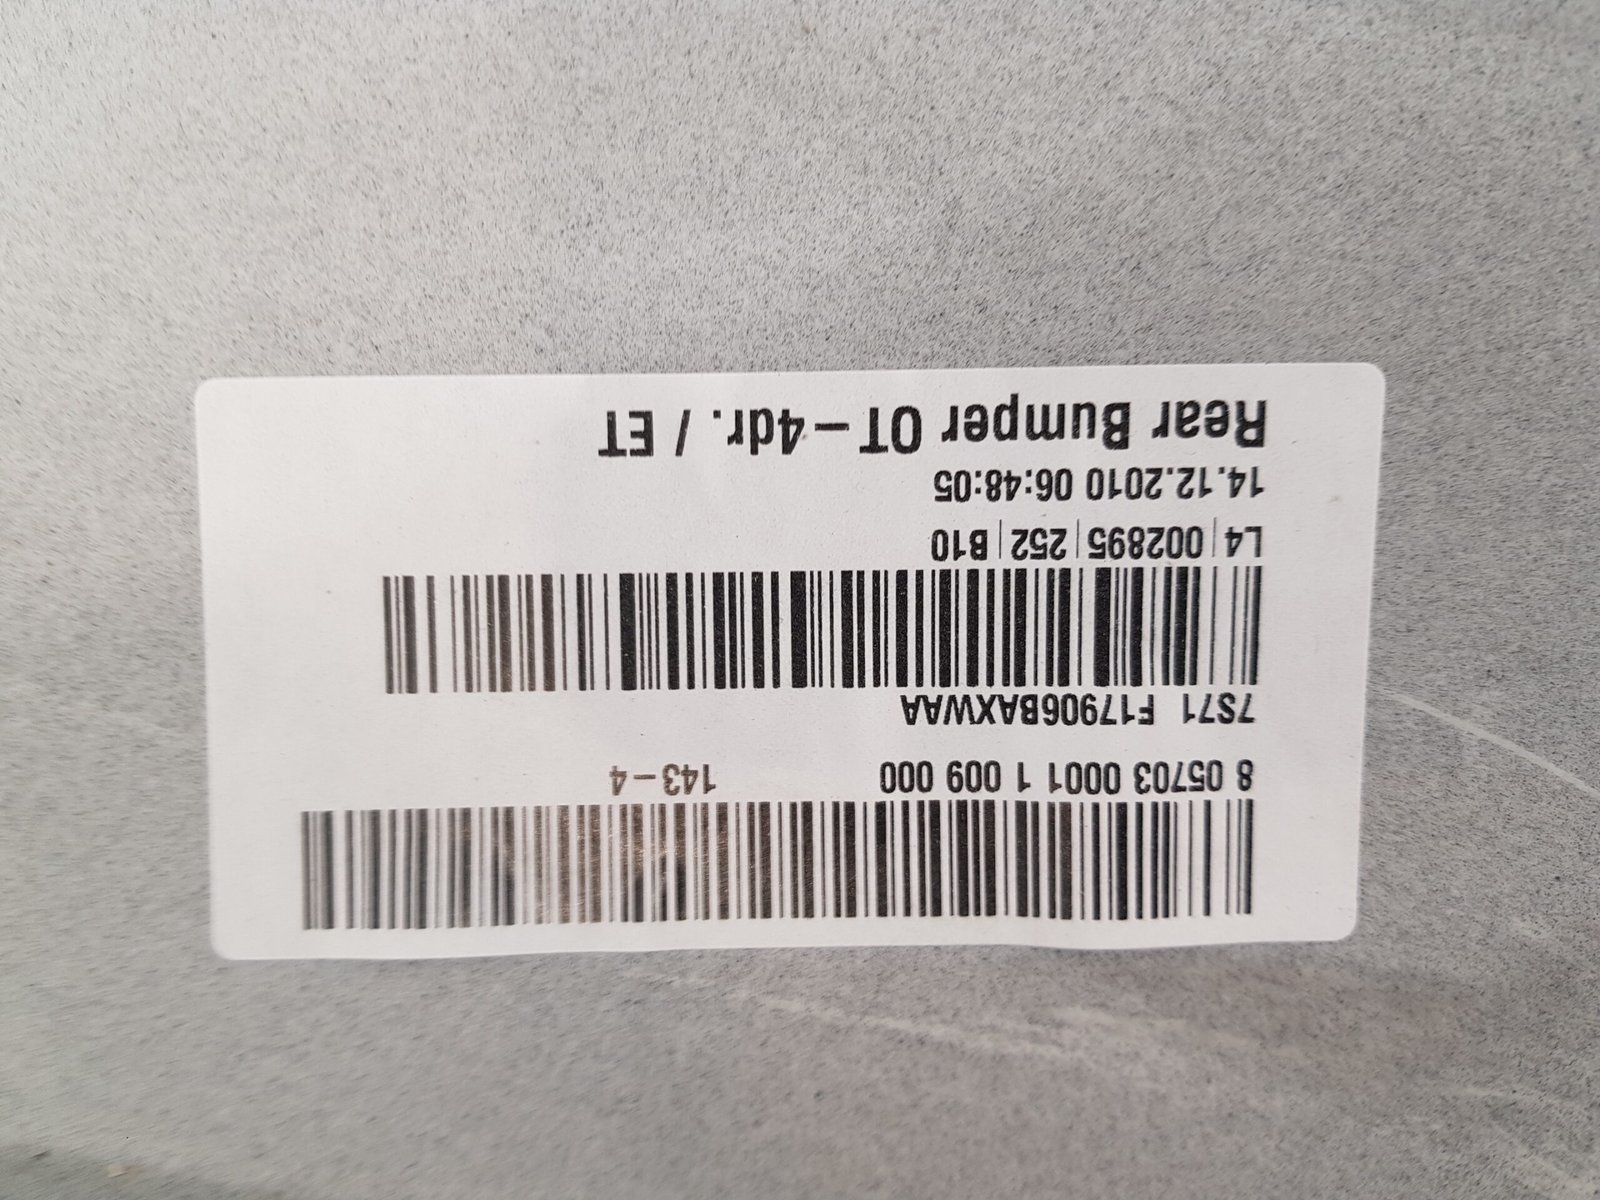 Rear Bumper OT-4dr. / ET
14.12.2010 06:48:05
L4 | 002895 | 252 | B10
7S71 F17906BAXWAA
8 05703 0001 1 009 000 143-4